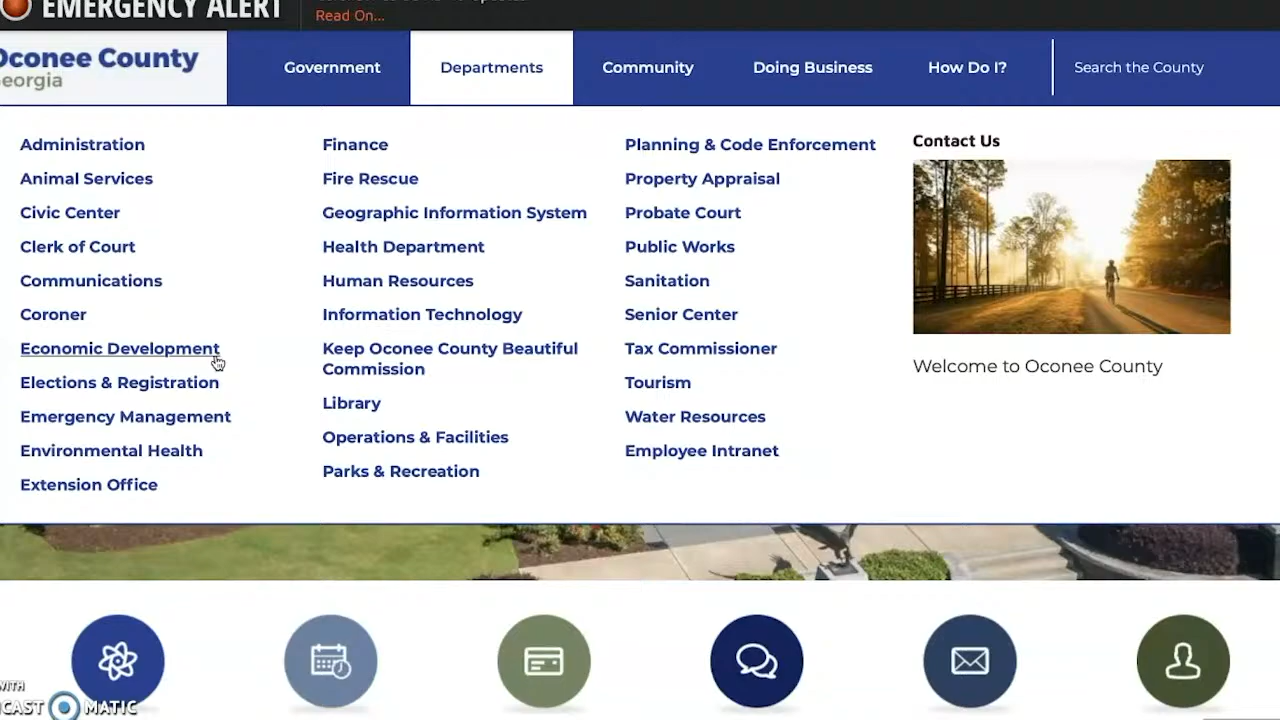 EMERGENCY ALERT
Read On...
Oconee County
Georgia
Government
Departments
Community
Doing Business
How Do I?
Search the County
Administration
Animal Services
Civic Center
Clerk of Court
Communications
Coroner
Economic Development
Elections & Registration
Emergency Management
Environmental Health
Extension Office
Finance
Fire Rescue
Geographic Information System
Health Department
Human Resources
Information Technology
Keep Oconee County Beautiful
Commission
Library
Operations & Facilities
Parks & Recreation
Planning & Code Enforcement
Property Appraisal
Probate Court
Public Works
Sanitation
Senior Center
Tax Commissioner
Tourism
Water Resources
Employee Intranet
Contact Us
Welcome to Oconee County
WITH
CAST MATIC